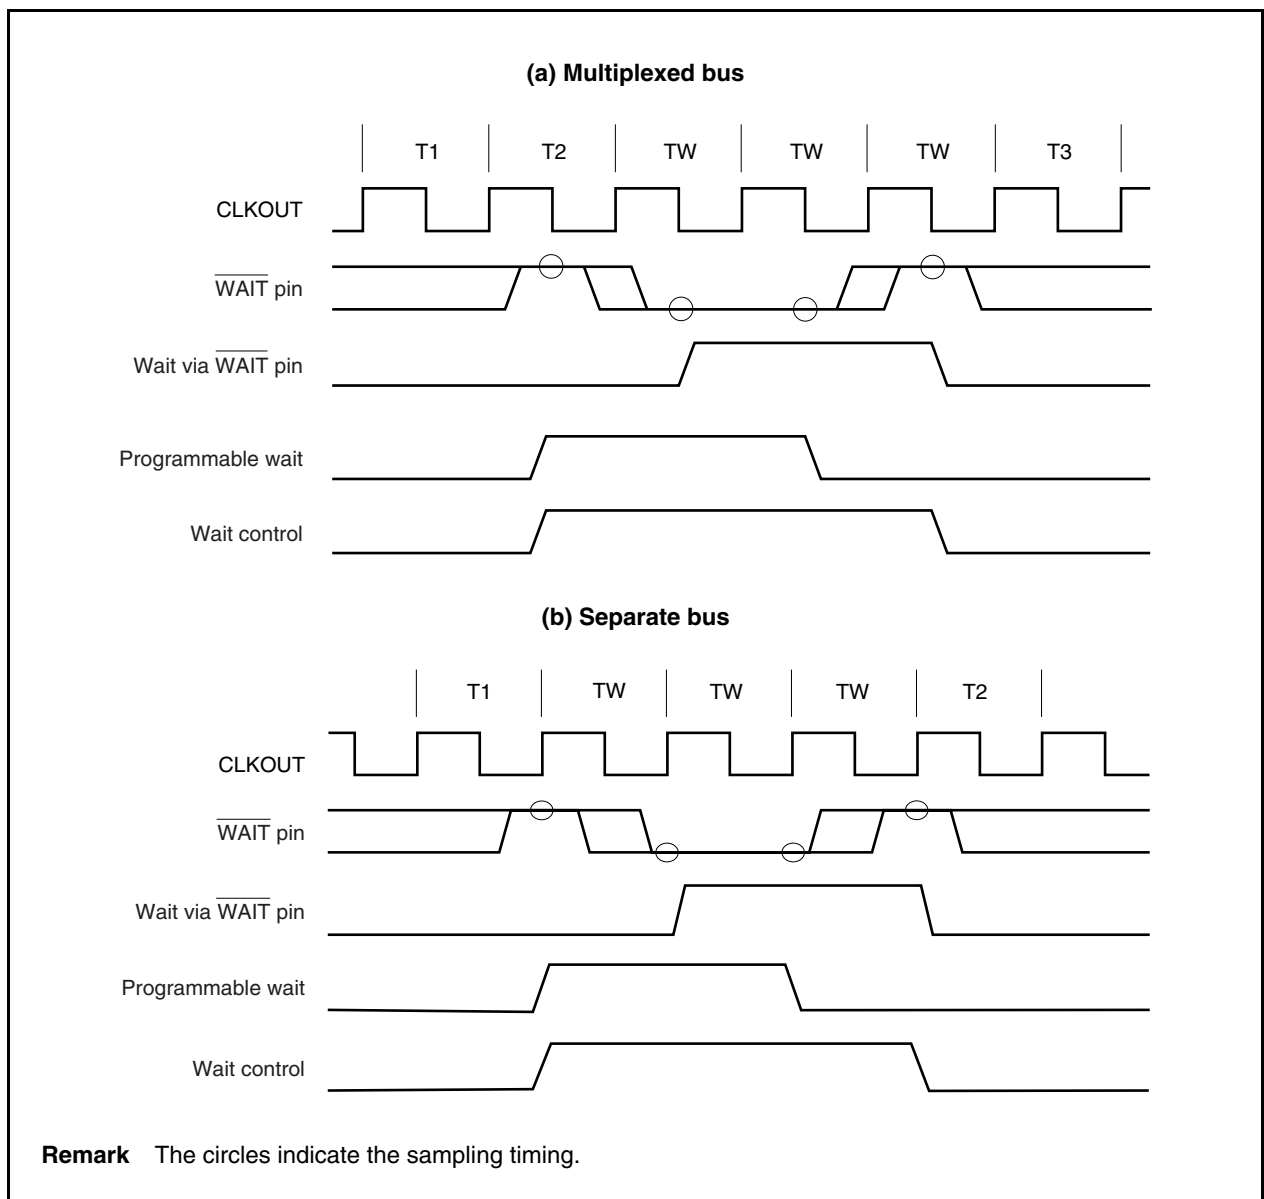 (a) Multiplexed bus
T1 T2 TW TW TW T3
CLKOUT
WAIT pin
Wait via WAIT pin
Programmable wait
Wait control
(b) Separate bus
T1 TW TW TW T2
CLKOUT
WAIT pin
Wait via WAIT pin
Programmable wait
Wait control
Remark The circles indicate the sampling timing.